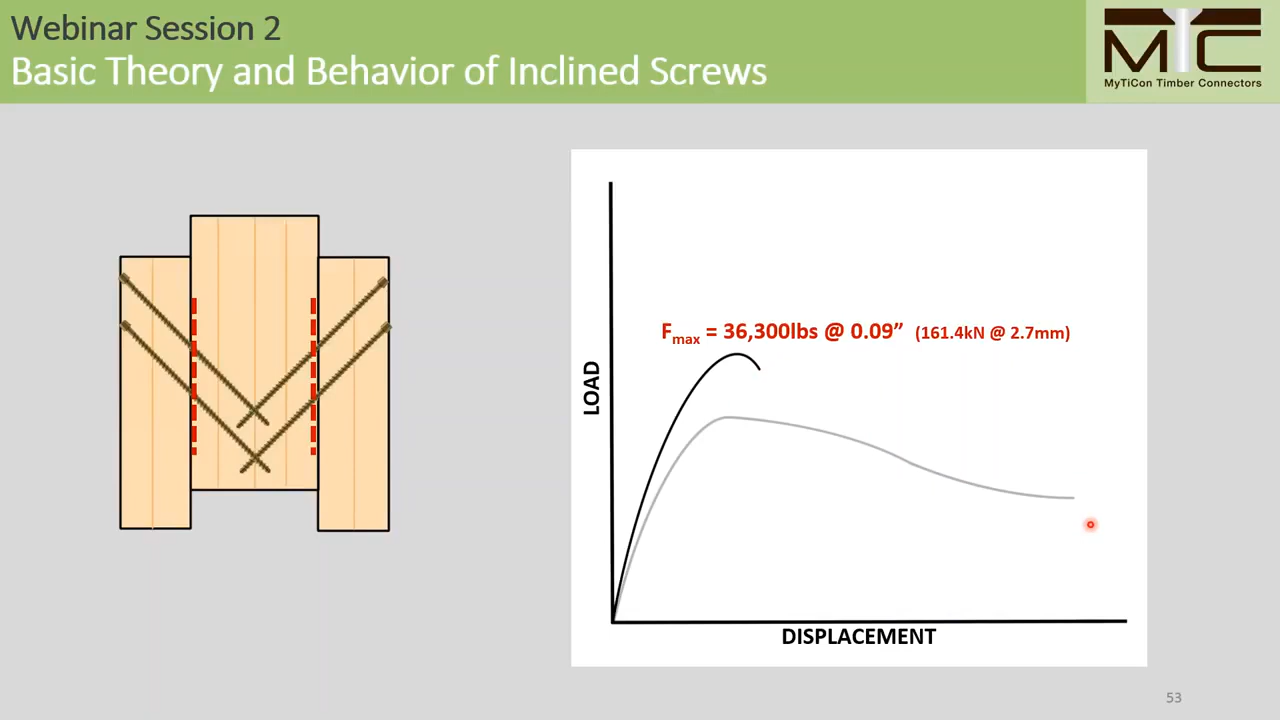 Webinar Session 2
Basic Theory and Behavior of Inclined Screws
MTC
MyTiCon Timber Connectors
Fmax = 36,300lbs @ 0.09” (161.4kN @ 2.7mm)
LOAD
DISPLACEMENT
53